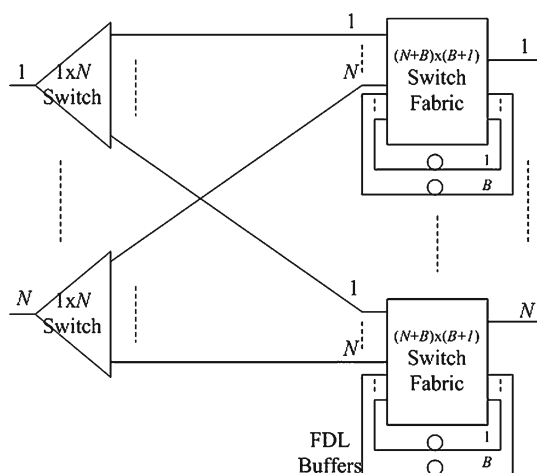 1
1xN
Switch
1
N
(N+B)x(B+1)
Switch
Fabric
1
1
B
N
1xN
Switch
1
N
(N+B)x(B+1)
Switch
Fabric
N
FDL
Buffers
1
B